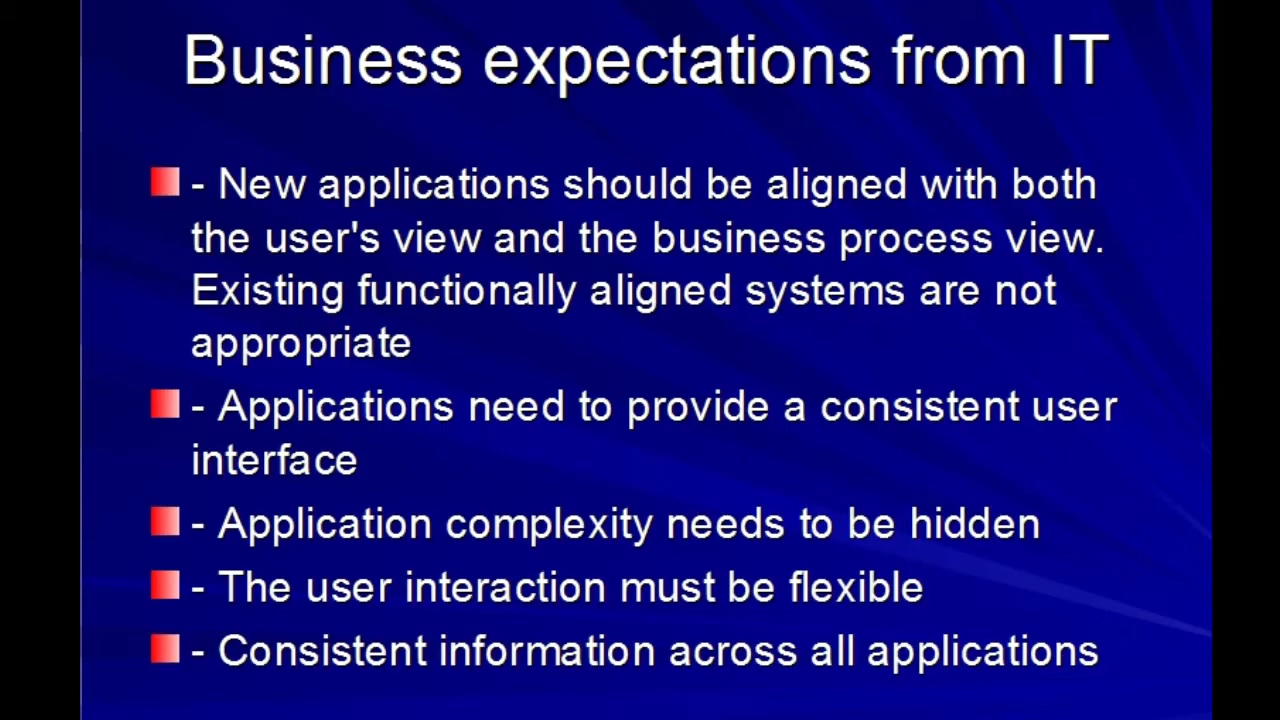 Business expectations from IT
- New applications should be aligned with both
the user's view and the business process view.
Existing functionally aligned systems are not
appropriate
- Applications need to provide a consistent user
interface
- Application complexity needs to be hidden
- The user interaction must be flexible
- Consistent information across all applications